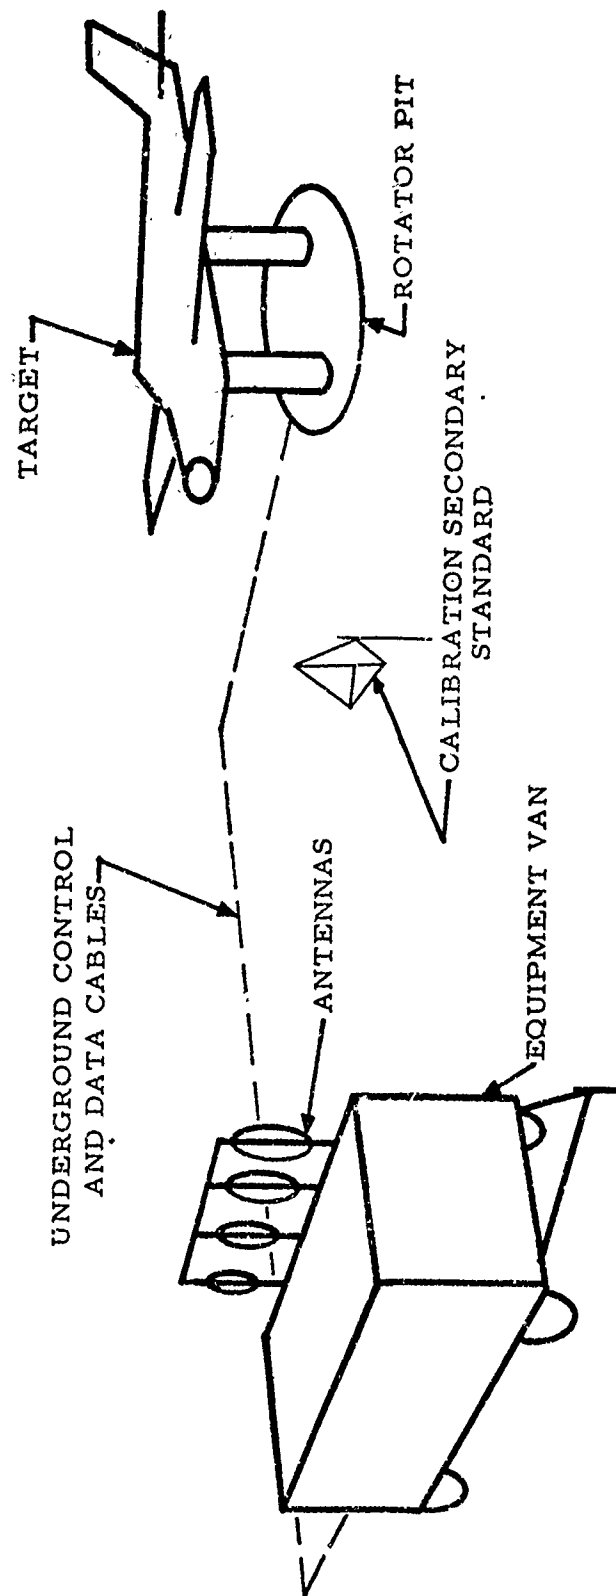 UNDERGROUND CONTROL
AND DATA CABLES
TARGET
ANTENNAS
ROTATOR PIT
CALIBRATION SECONDARY
STANDARD
EQUIPMENT VAN